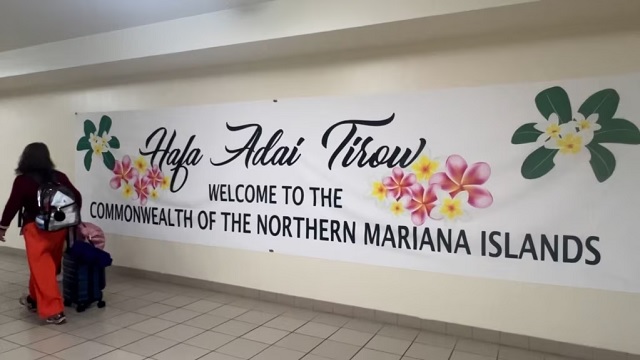 Hafa Adai Tirow
WELCOME TO THE
COMMONWEALTH OF THE NORTHERN MARIANA ISLANDS